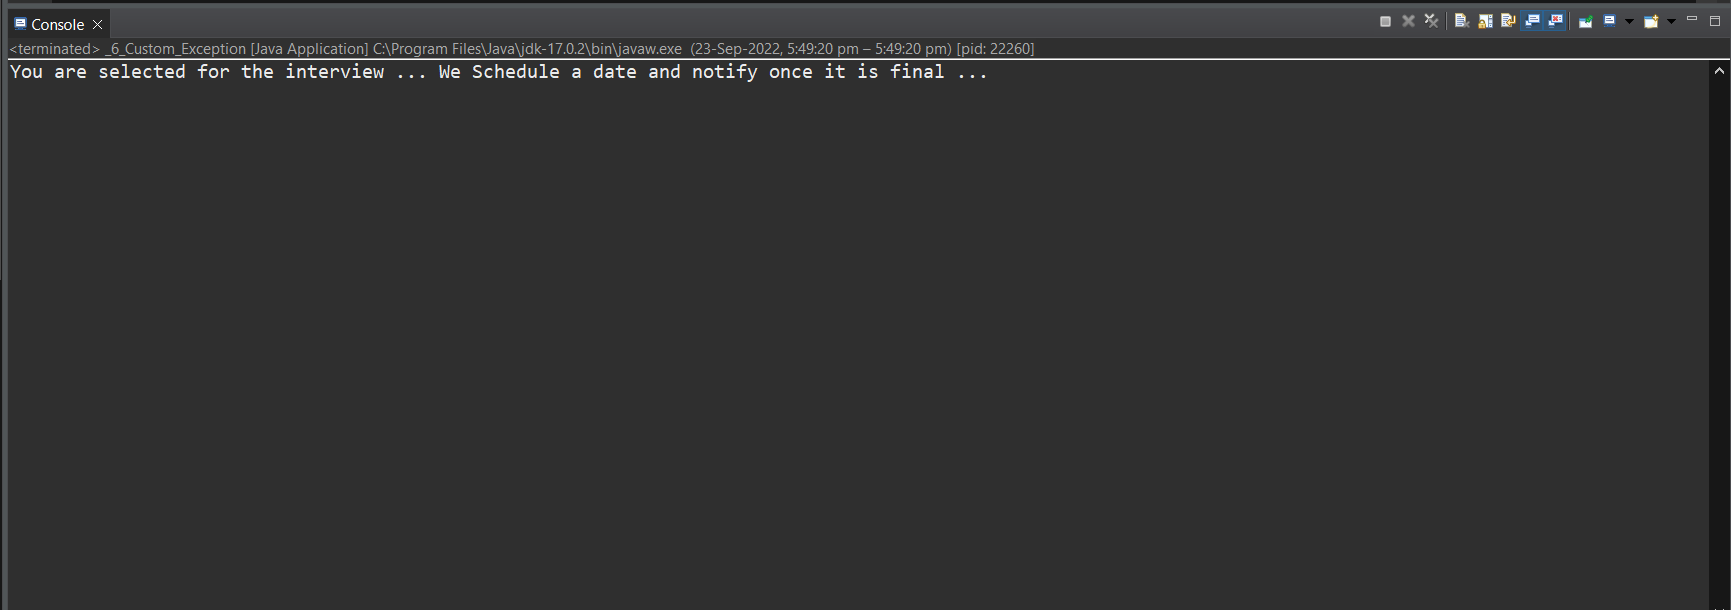 Console
<terminated> _6_Custom_Exception [Java Application] C:\Program Files\Java\jdk-17.0.2\bin\javaw.exe (23-Sep-2022, 5:49:20 pm – 5:49:20 pm) [pid: 22260]
You are selected for the interview ... We Schedule a date and notify once it is final ...